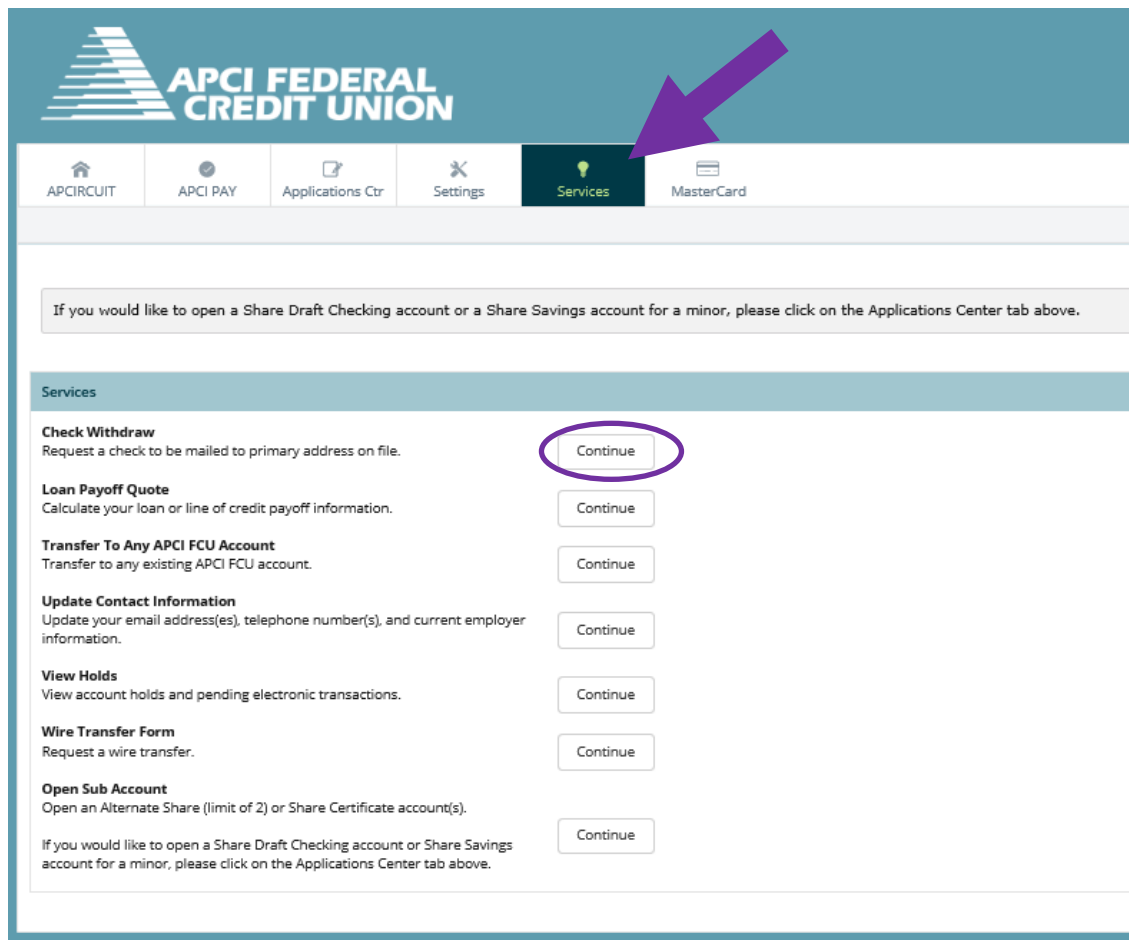 APCI FEDERAL
CREDIT UNION
APCIRCUIT
APCI PAY
Applications Ctr
Settings
Services
MasterCard
If you would like to open a Share Draft Checking account or a Share Savings account for a minor, please click on the Applications Center tab above.
Services
Check Withdraw
Request a check to be mailed to primary address on file.
Continue
Loan Payoff Quote
Calculate your loan or line of credit payoff information.
Continue
Transfer To Any APCI FCU Account
Transfer to any existing APCI FCU account.
Continue
Update Contact Information
Update your email address(es), telephone number(s), and current employer
information.
Continue
View Holds
View account holds and pending electronic transactions.
Continue
Wire Transfer Form
Request a wire transfer.
Continue
Open Sub Account
Open an Alternate Share (limit of 2) or Share Certificate account(s).
If you would like to open a Share Draft Checking account or Share Savings
account for a minor, please click on the Applications Center tab above.
Continue